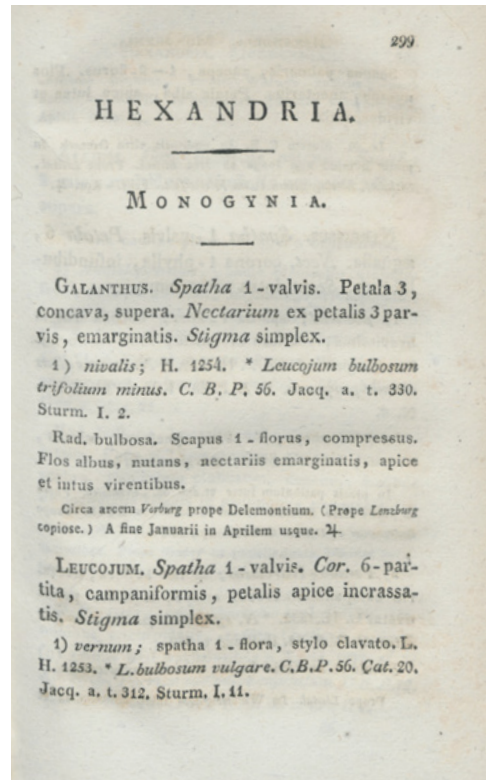 299
HEXANDRIA.
MONOGYNIA.
GALANTHUS. Spatha 1-valvis. Petala 3,
concava, supera. Nectarium ex petalis 3 par-
vis, emarginatis. Stigma simplex.
1) nivalis; H. 1254. * Leucojum bulbosum
trifolium minus. C. B. P. 56. Jacq. a. t. 330.
Sturm. I. 2.
Rad. bulbosa. Scapus 1-florus, compressus.
Flos albus, nutans, nectariis emarginatis, apice
et intus virentibus.
Circa arcem Vorburg prope Delemontium. (Prope Lenzburg
copiose.) A fine Januarii in Aprilem usque. ♃
LEUCOJUM. Spatha 1-valvis. Cor. 6-par-
tita, campaniformis, petalis apice incrassa-
tis. Stigma simplex.
1) vernum; spatha 1-flora, stylo clavato. L.
H. 1253. * L. bulbosum vulgare. C. B. P. 56. Cat. 20.
Jacq. a. t. 312. Sturm. I. 11.